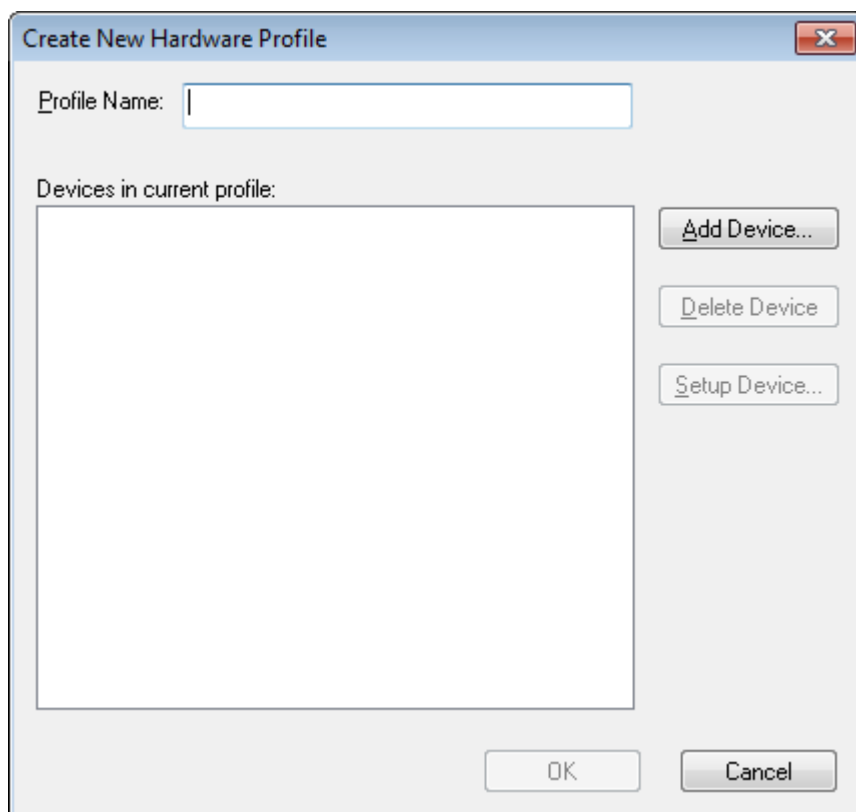 Create New Hardware Profile
Profile Name:
Devices in current profile:
Add Device...
Delete Device
Setup Device...
OK
Cancel